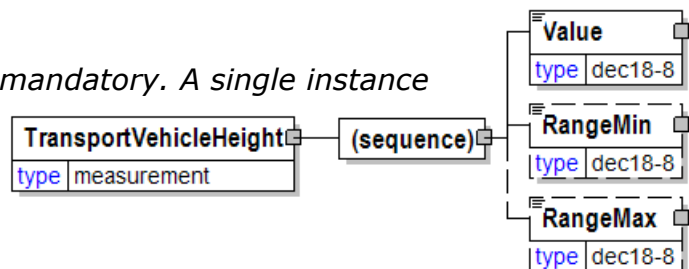 Value
type dec18-8
mandatory. A single instance
RangeMin
type dec18-8
TransportVehicleHeight
type measurement
(sequence)
RangeMax
type dec18-8